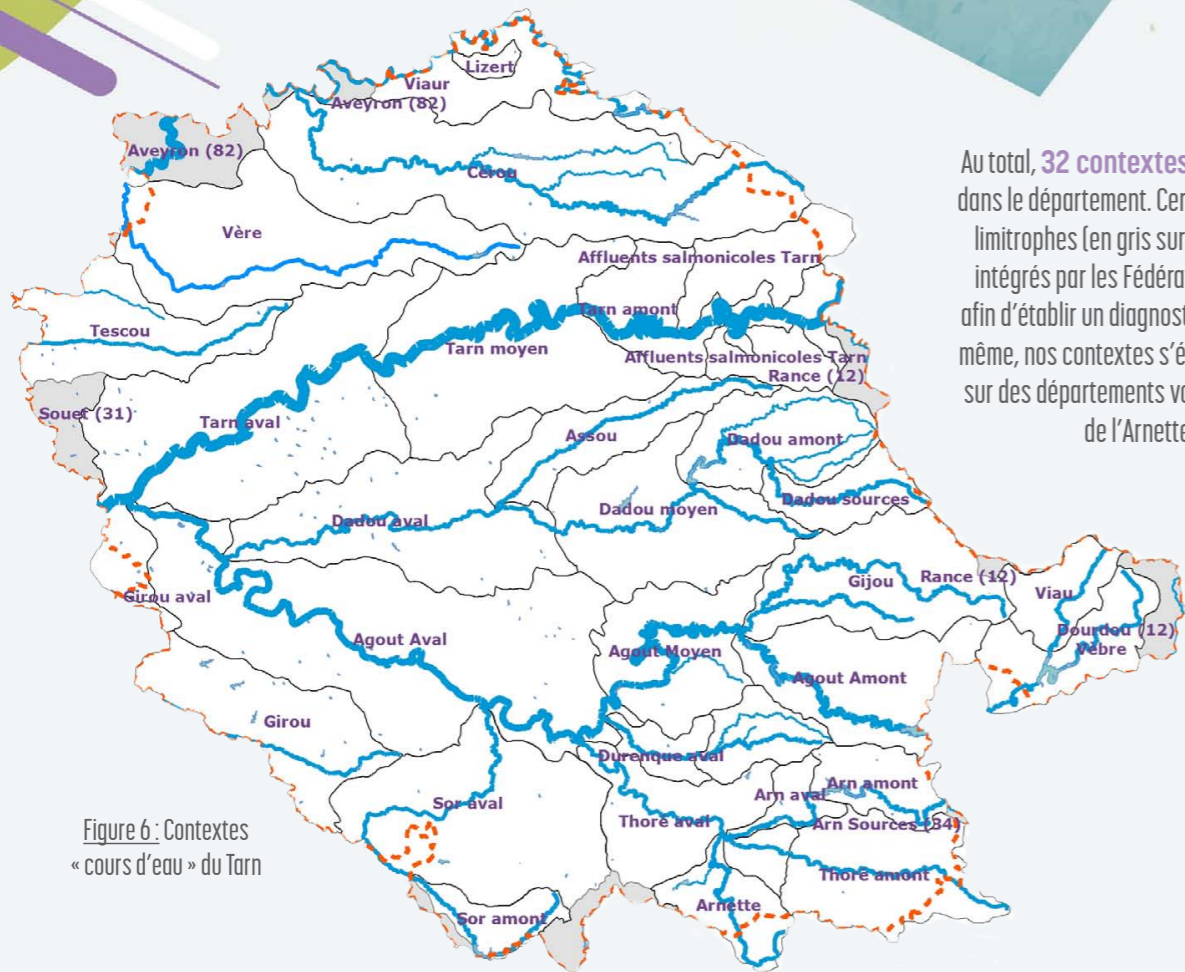 Lizert
Viaur
Aveyron (82)
Aveyron (82)
Cérou
Vère
Affluents salmonicoles Tarn
Tarn amont
Tescou
Tarn moyen
Affluents salmonicoles Tarn
Rance (12)
Souet (31)
Tarn aval
Assou
Dadou amont
Dadou sources
Dadou aval
Dadou moyen
Gijou
Rance (12)
Viau
Girou aval
Dourdou (12)
Vebre
Agout Aval
Agout Moyen
Agout Amont
Girou
Durenque aval
Sor aval
Arn amont
Arn aval
Thoré aval
Arn Sources (34)
Thoré amont
Arnette
Sor amont
Au total, 32 contextes
dans le département. Cer
limitrophes (en gris sur
intégrés par les Fédéra
afin d'établir un diagnost
même, nos contextes s'é
sur des départements vo
de l'Arnette
Figure 6 : Contextes
« cours d'eau » du Tarn